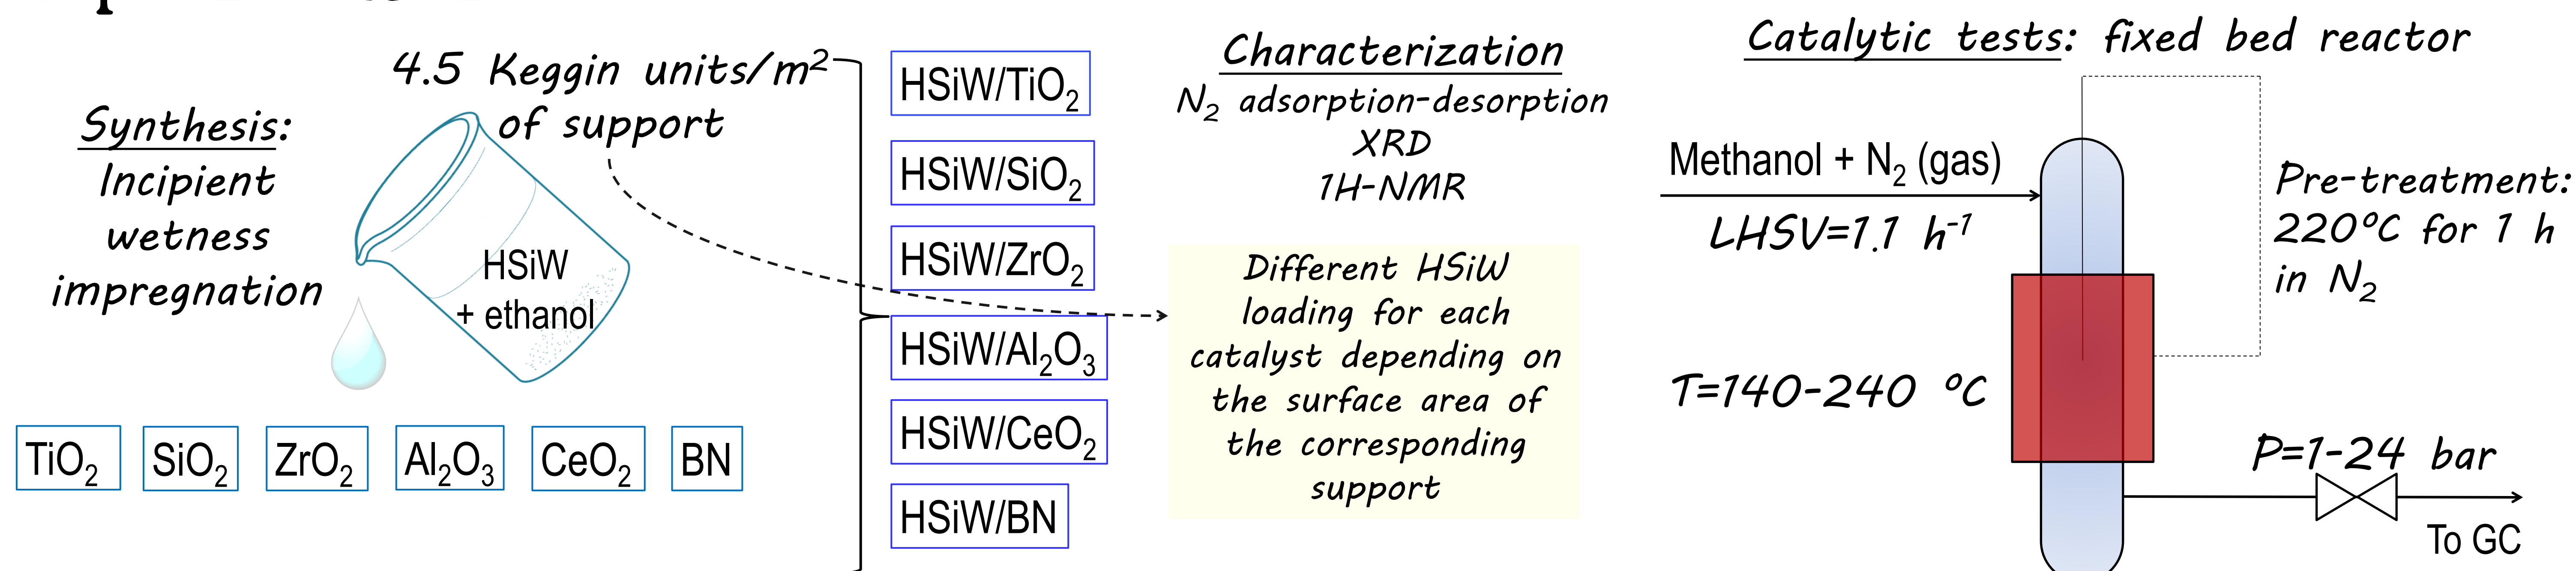 Synthesis:
Incipient
wetness
impregnation
4.5 Keggin units/m²
of support
HSiW
+ ethanol
TiO₂
SiO₂
ZrO₂
Al₂O₃
CeO₂
BN
HSiW/TiO₂
HSiW/SiO₂
HSiW/ZrO₂
HSiW/Al₂O₃
HSiW/CeO₂
HSiW/BN
Characterization
N₂ adsorption-desorption
XRD
1H-NMR
Different HSiW
loading for each
catalyst depending on
the surface area of
the corresponding
support
Catalytic tests: fixed bed reactor
Methanol + N₂ (gas)
LHSV=1.1 h⁻¹
T=140-240 ºC
Pre-treatment:
220ºC for 1 h
in N₂
P=1-24 bar
To GC